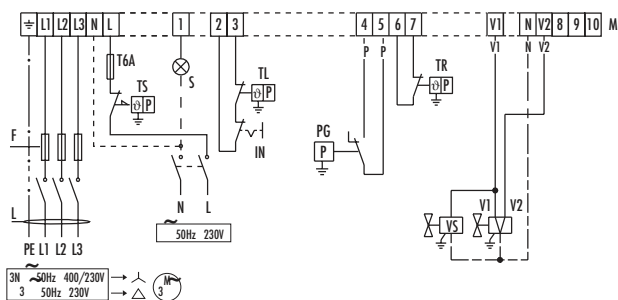 L1 L2 L3 N L 1 2 3 4 5 6 7 V1 N V2 8 9 10 M
P P V1 N V2
T6A
S
TL
TR
TS
ϑ P
ϑ P
ϑ P
F
IN
PG
P
N L
V1 V2
VS
L
~
50Hz 230V
PE L1 L2 L3
~
3N 50Hz 400/230V
3 ~ 50Hz 230V
M
3 ~